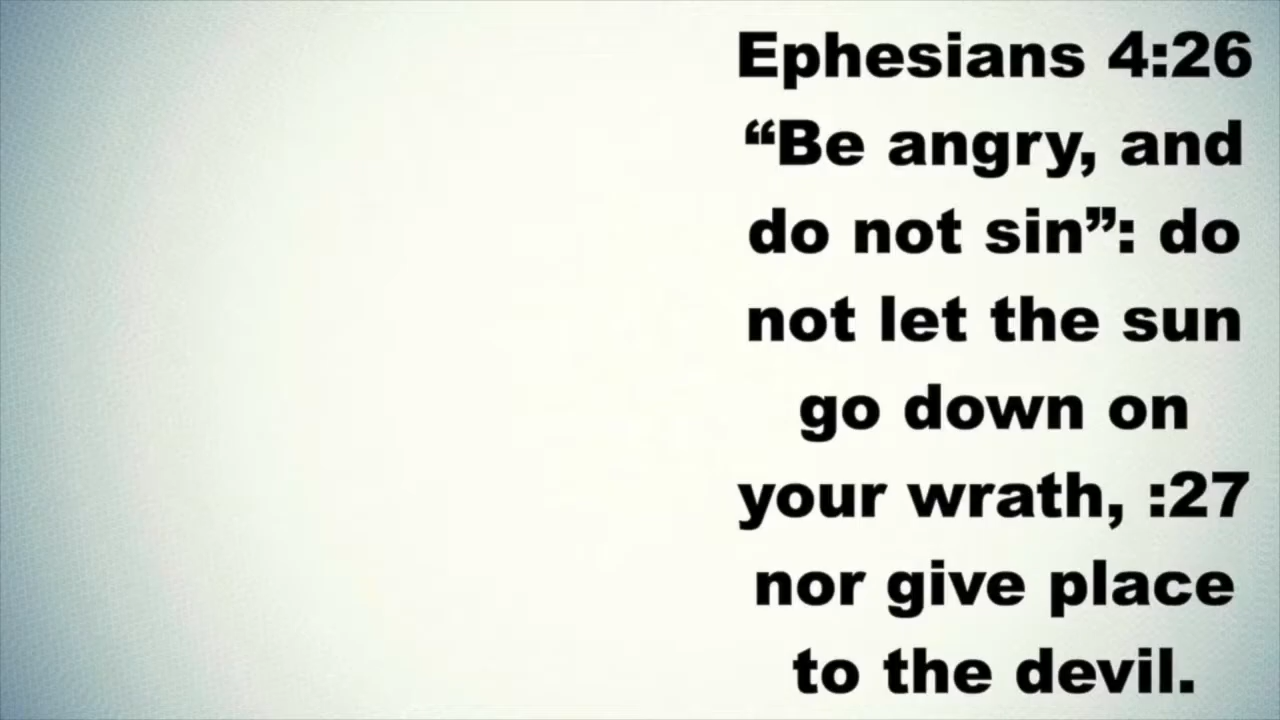 Ephesians 4:26
“Be angry, and
do not sin”: do
not let the sun
go down on
your wrath, :27
nor give place
to the devil.